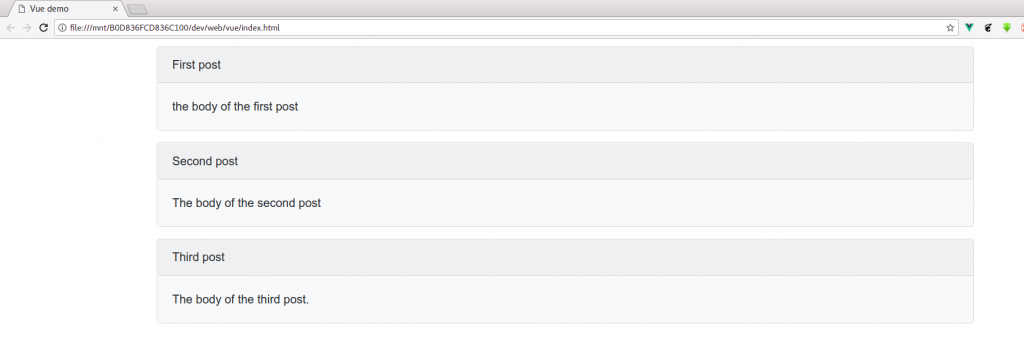 Vue demo
file:///mnt/B0D836FCD836C100/dev/web/vue/index.html
First post
the body of the first post
Second post
The body of the second post
Third post
The body of the third post.